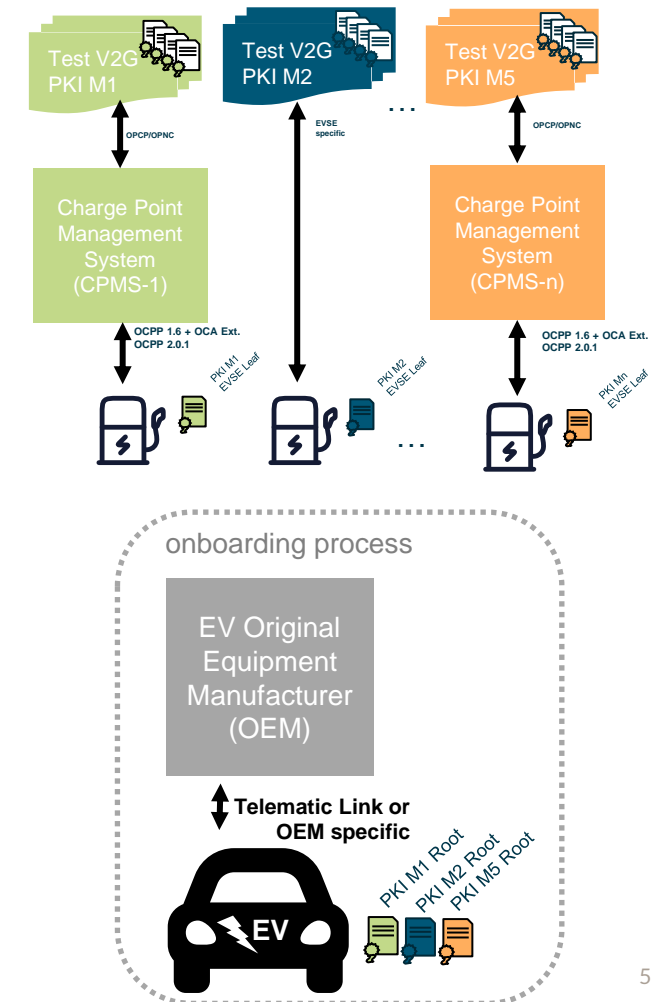 Test V2G
PKI M1
Test V2G
PKI M2
...
Test V2G
PKI M5
OPCP/OPNC
EVSE
specific
OPCP/OPNC
Charge Point
Management
System
(CPMS-1)
Charge Point
Management
System
(CPMS-n)
OCPP 1.6 + OCA Ext.
OCPP 2.0.1
OCPP 1.6 + OCA Ext.
OCPP 2.0.1
PKI M1
EVSE Leaf
PKI M2
EVSE Leaf
...
PKI Mn
EVSE Leaf
onboarding process
EV Original
Equipment
Manufacturer
(OEM)
Telematic Link or
OEM specific
PKI M1 Root
PKI M2 Root
PKI M5 Root
EV
5